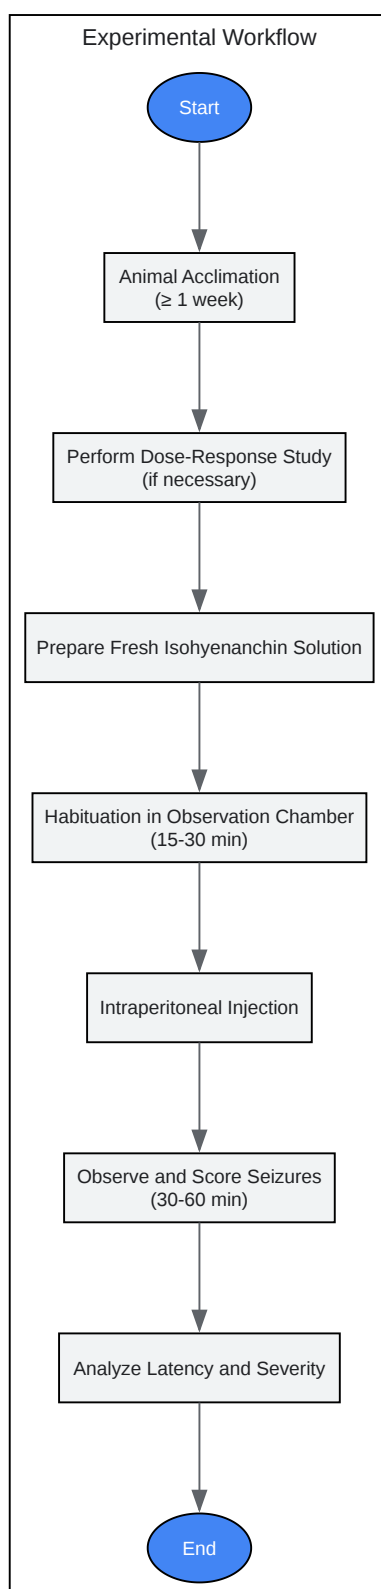 Experimental Workflow
Start
Animal Acclimation
(≥ 1 week)
Perform Dose-Response Study
(if necessary)
Prepare Fresh Isohyenanchin Solution
Habituation in Observation Chamber
(15-30 min)
Intraperitoneal Injection
Observe and Score Seizures
(30-60 min)
Analyze Latency and Severity
End